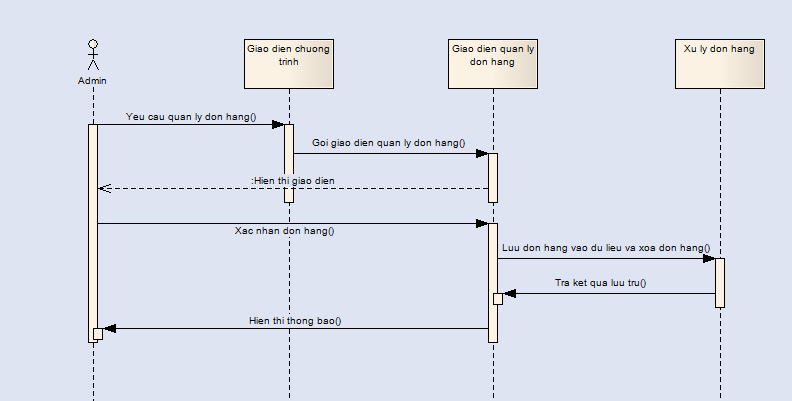 Giao dien chuong
trinh
Giao dien quan ly
don hang
Xu ly don hang
Admin
Yeu cau quan ly don hang()
Goi giao dien quan ly don hang()
:Hien thi giao dien
Xac nhan don hang()
Luu don hang vao du lieu va xoa don hang()
Tra ket qua luu tru()
Hien thi thong bao()